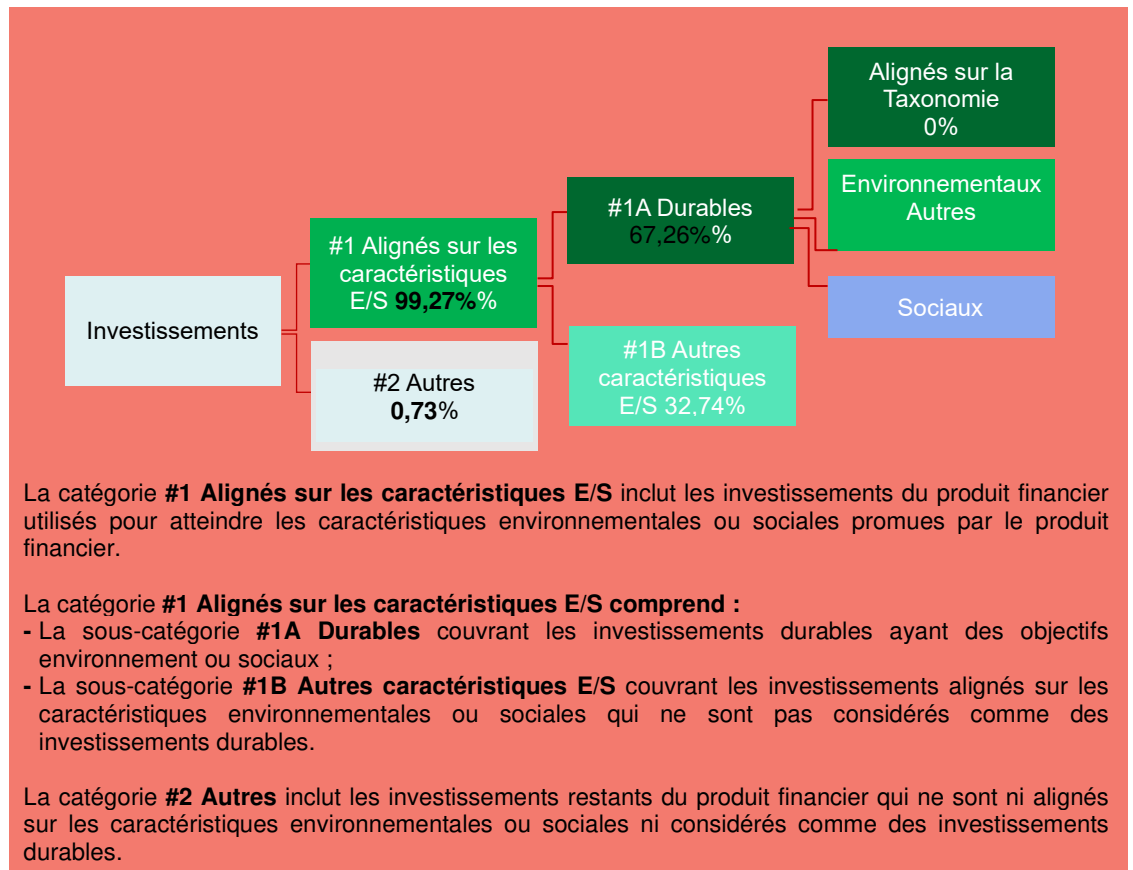 Investissements
#1 Alignés sur les
caractéristiques
E/S 99,27%%
#2 Autres
0,73%
#1A Durables
67,26%%
#1B Autres
caractéristiques
E/S 32,74%
Alignés sur la
Taxonomie
0%
Environnementaux
Autres
Sociaux
La catégorie #1 Alignés sur les caractéristiques E/S inclut les investissements du produit financier
utilisés pour atteindre les caractéristiques environnementales ou sociales promues par le produit
financier.
La catégorie #1 Alignés sur les caractéristiques E/S comprend :
- La sous-catégorie #1A Durables couvrant les investissements durables ayant des objectifs
environnement ou sociaux ;
- La sous-catégorie #1B Autres caractéristiques E/S couvrant les investissements alignés sur les
caractéristiques environnementales ou sociales qui ne sont pas considérés comme des
investissements durables.
La catégorie #2 Autres inclut les investissements restants du produit financier qui ne sont ni alignés
sur les caractéristiques environnementales ou sociales ni considérés comme des investissements
durables.